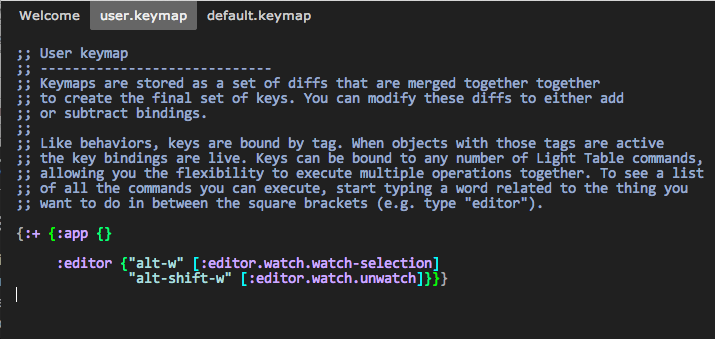 Welcome user.keymap default.keymap
;; User keymap
;; -----------------------------
;; Keymaps are stored as a set of diffs that are merged together together
;; to create the final set of keys. You can modify these diffs to either add
;; or subtract bindings.
;;
;; Like behaviors, keys are bound by tag. When objects with those tags are active
;; the key bindings are live. Keys can be bound to any number of Light Table commands,
;; allowing you the flexibility to execute multiple operations together. To see a list
;; of all the commands you can execute, start typing a word related to the thing you
;; want to do in between the square brackets (e.g. type "editor").
{:+ {:app {}
:editor {"alt-w" [:editor.watch.watch-selection]
"alt-shift-w" [:editor.watch.unwatch]}}}